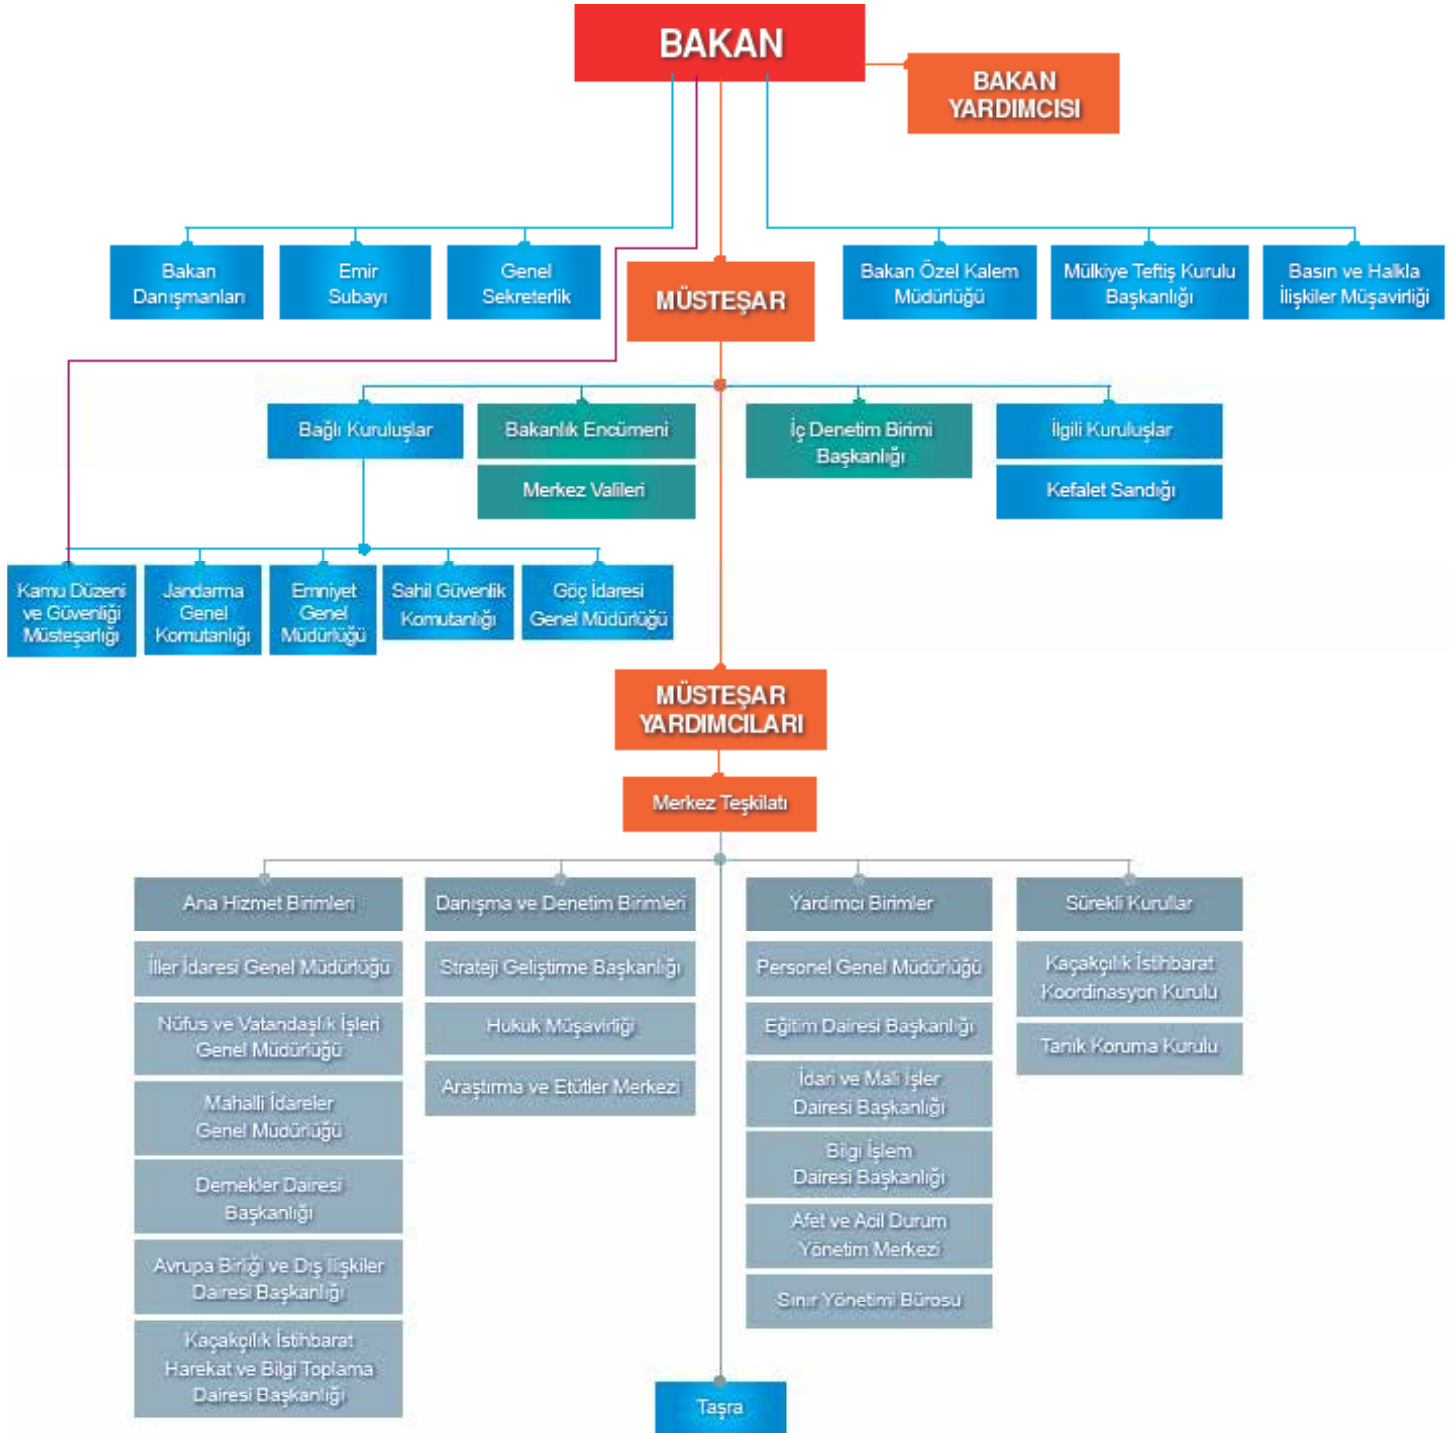 BAKAN
BAKAN
YARDIMCISI
Bakan
Danışmanları
Emir
Subayı
Genel
Sekreterlik
MÜSTEŞAR
Bakan Özel Kalem
Müdürlüğü
Mülkiye Teftiş Kurulu
Başkanlığı
Basın ve Halkla
İlişkiler Müşavirliği
Bağlı Kuruluşlar
Bakanlık Encümeni
Merkez Valileri
İç Denetim Birimi
Başkanlığı
İlgili Kuruluşlar
Kefalet Sandığı
Kamu Düzeni
ve Güvenliği
Müsteşarlığı
Jandarma
Genel
Komutanlığı
Emniyet
Genel
Müdürlüğü
Sahil Güvenlik
Komutanlığı
Göç İdaresi
Genel Müdürlüğü
MÜSTEŞAR
YARDIMCILARI
Merkez Teşkilatı
Ana Hizmet Birimleri
İller İdaresi Genel Müdürlüğü
Nüfus ve Vatandaşlık İşleri
Genel Müdürlüğü
Mahalli İdareler
Genel Müdürlüğü
Dernekler Dairesi
Başkanlığı
Avrupa Birliği ve Dış İlişkiler
Dairesi Başkanlığı
Kaçakçılık İstihbarat
Harekat ve Bilgi Toplama
Dairesi Başkanlığı
Danışma ve Denetim Birimleri
Strateji Geliştirme Başkanlığı
Hukuk Müşavirliği
Araştırma ve Etütler Merkezi
Yardımcı Birimler
Personel Genel Müdürlüğü
Eğitim Dairesi Başkanlığı
İdari ve Mali İşler
Dairesi Başkanlığı
Bilgi İşlem
Dairesi Başkanlığı
Afet ve Acil Durum
Yönetim Merkezi
Sınır Yönetimi Bürosu
Sürekli Kurullar
Kaçakçılık İstihbarat
Koordinasyon Kurulu
Tanık Koruma Kurulu
Taşra